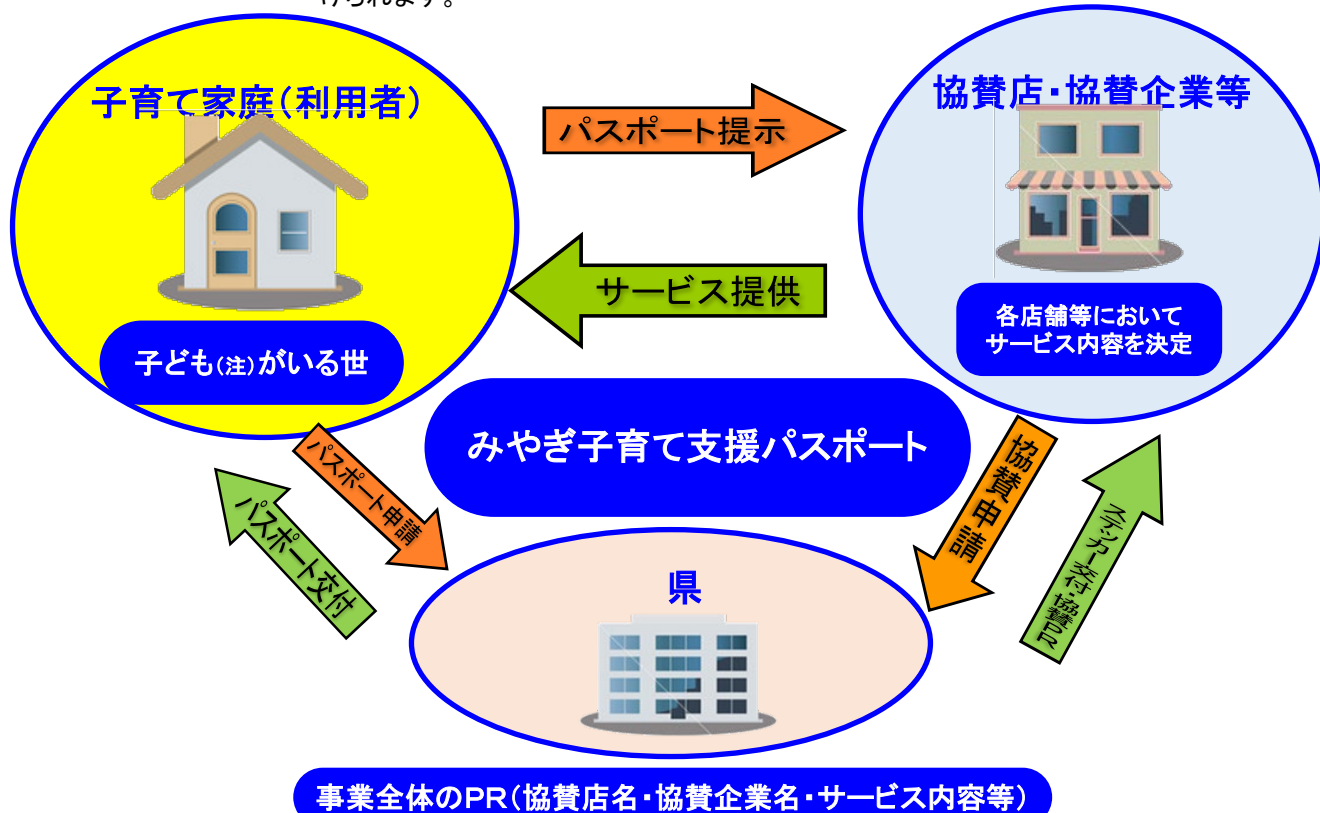 けられます。
子育て家庭(利用者)
協賛店・協賛企業等
パスポート提示
サービス提供
各店舗等において
サービス内容を決定
子ども(注)がいる世
みやぎ子育て支援パスポート
パスポート申請
パスポート交付
協賛申請
ステッカー交付・協賛PR
県
事業全体のPR(協賛店名・協賛企業名・サービス内容等)